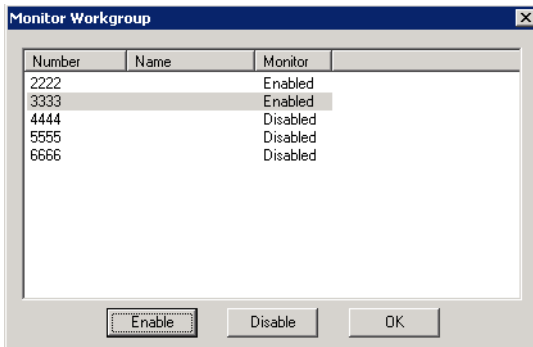 Monitor Workgroup
Number Name Monitor
2222 Enabled
3333 Enabled
4444 Disabled
5555 Disabled
6666 Disabled
Enable Disable OK